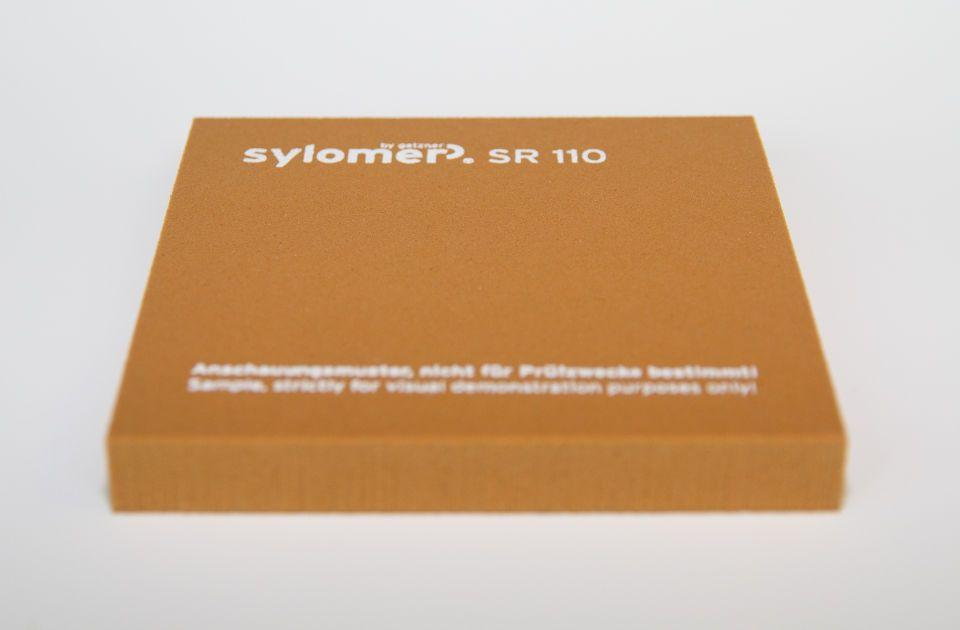 by getzner
sylomer. SR 110
Anschauungsmuster, nicht für Prüfzwecke bestimmt!
Sample, strictly for visual demonstration purposes only!